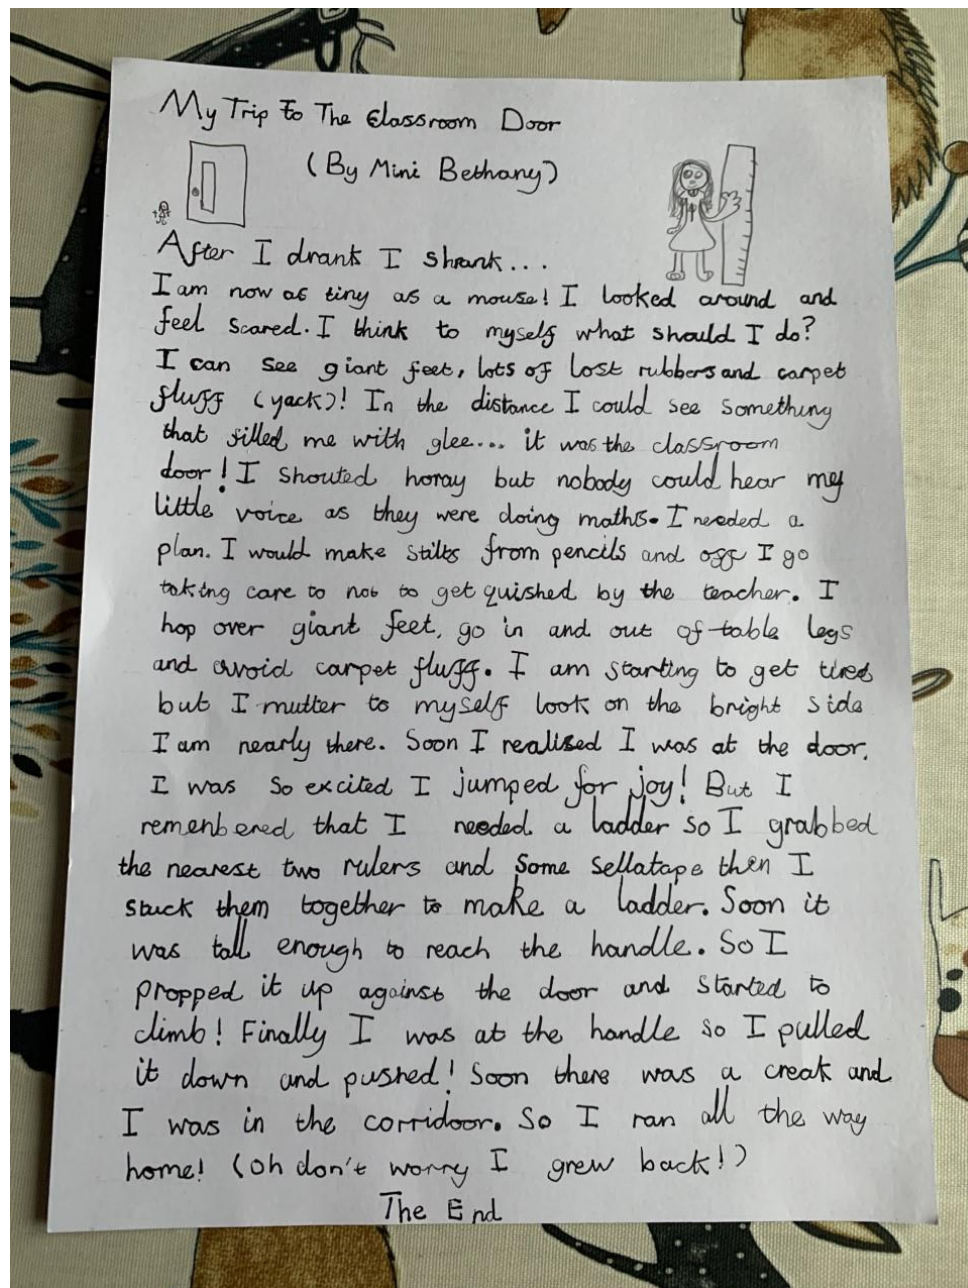 My Trip to The Classroom Door
(By Mini Bethany)
After I drank I shrank...
I am now as tiny as a mouse! I looked around and
feel scared. I think to myself what should I do?
I can see giant feet, lots of lost rubbers and carpet
fluff (yack)! In the distance I could see something
that filled me with glee... it was the classroom
door! I shouted horay but nobody could hear my
little voice as they were doing maths. I needed a
plan. I would make stilts from pencils and off I go
taking care to not to get quished by the teacher. I
hop over giant feet, go in and out of table legs
and avoid carpet fluff. I am starting to get tired
but I mutter to myself look on the bright side
I am nearly there. Soon I realised I was at the door.
I was so excited I jumped for joy! But I
remenbered that I needed a ladder so I grabbed
the nearest two rulers and some sellatape then I
stuck them together to make a ladder. Soon it
was tall enough to reach the handle. So I
propped it up against the door and started to
climb! Finally I was at the handle so I pulled
it down and pushed! Soon there was a creak and
I was in the corridoor. So I ran all the way
home! (oh don't worry I grew back!)
The End